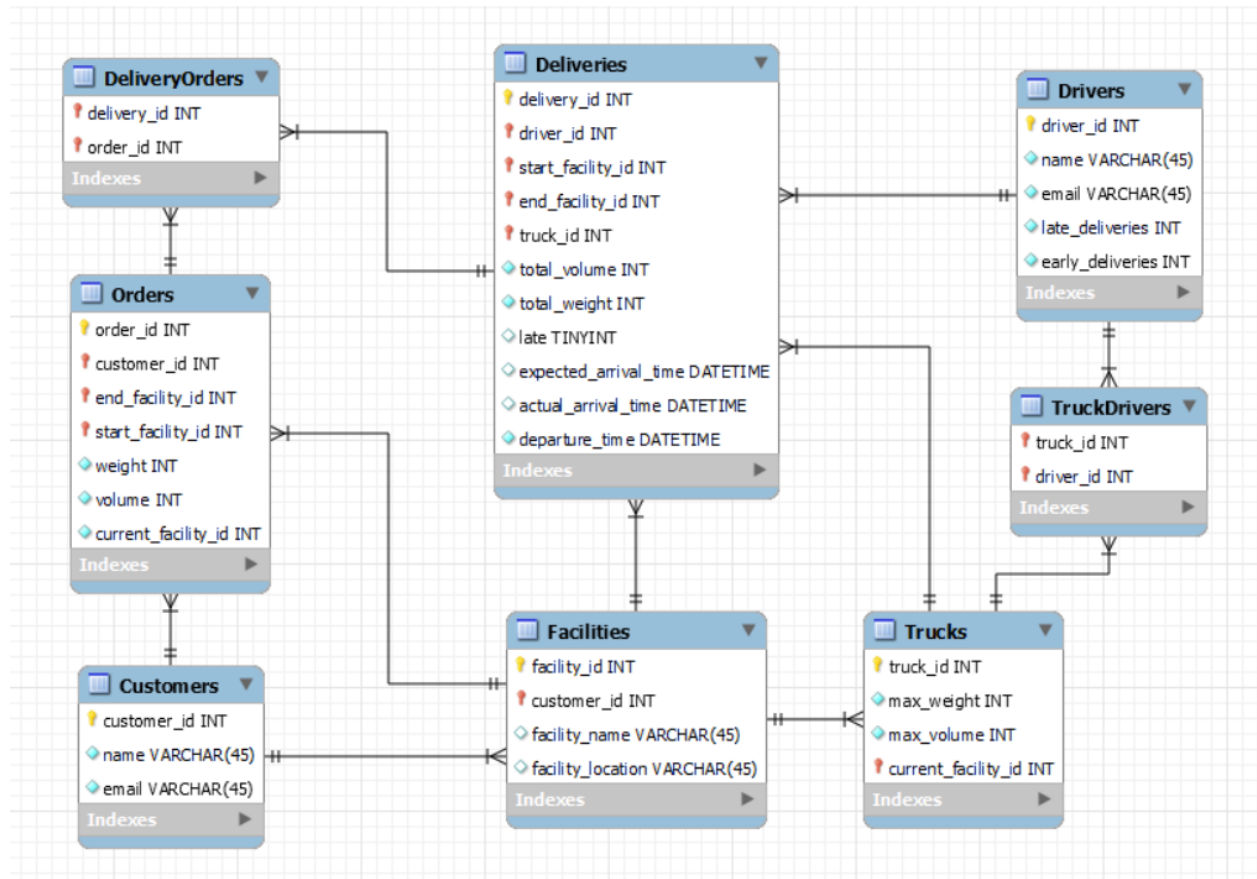 DeliveryOrders
delivery_id INT
order_id INT
Indexes
Orders
order_id INT
customer_id INT
end_facility_id INT
start_facility_id INT
weight INT
volume INT
current_facility_id INT
Indexes
Customers
customer_id INT
name VARCHAR(45)
email VARCHAR(45)
Indexes
Deliveries
delivery_id INT
driver_id INT
start_facility_id INT
end_facility_id INT
truck_id INT
total_volume INT
total_weight INT
late TINYINT
expected_arrival_time DATETIME
actual_arrival_time DATETIME
departure_time DATETIME
Indexes
Facilities
facility_id INT
customer_id INT
facility_name VARCHAR(45)
facility_location VARCHAR(45)
Indexes
Drivers
driver_id INT
name VARCHAR(45)
email VARCHAR(45)
late_deliveries INT
early_deliveries INT
Indexes
TruckDrivers
truck_id INT
driver_id INT
Indexes
Trucks
truck_id INT
max_weight INT
max_volume INT
current_facility_id INT
Indexes